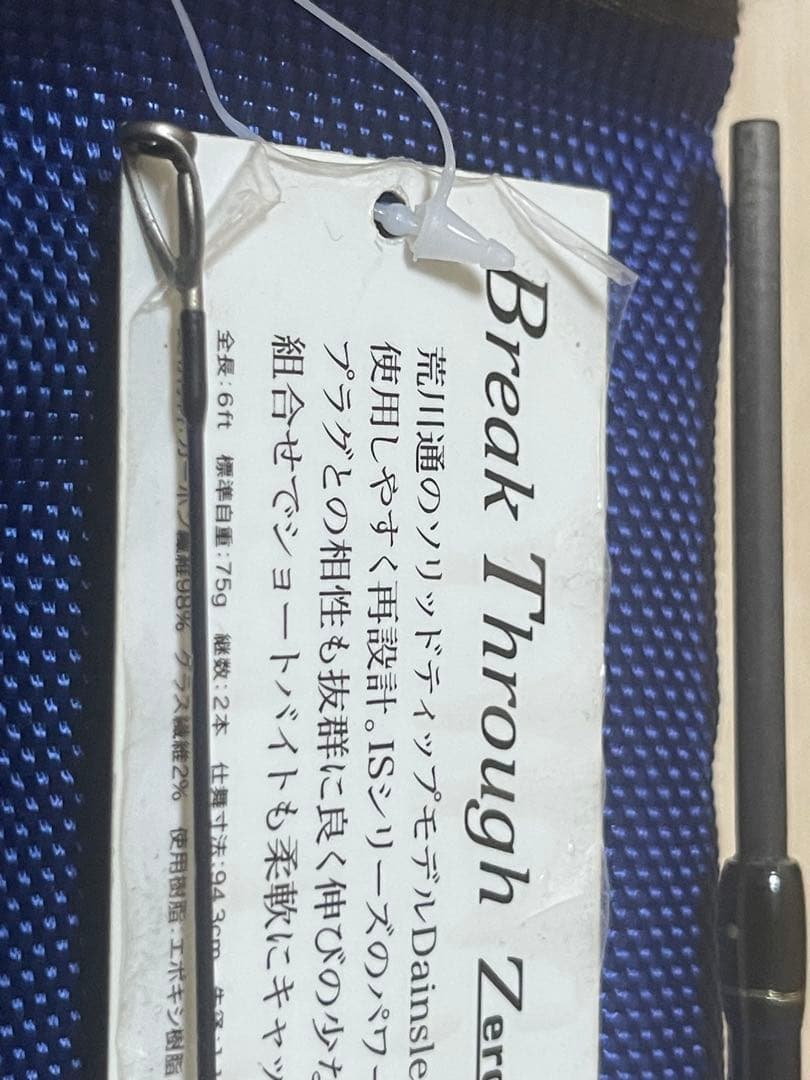 Break Through Zero
荒川通のソリッドティップモデルDainsle
使用しやすく再設計。ISシリーズのパワー
プラグとの相性も抜群に良く伸びの少な
組合せでショートバイトも柔軟にキャッ
全長:6ft 標準自重:75g 継数:2本 仕舞寸法:94.3cm 先径:1.1
カーボン繊維98% グラス繊維2% 使用樹脂:エポキシ樹脂